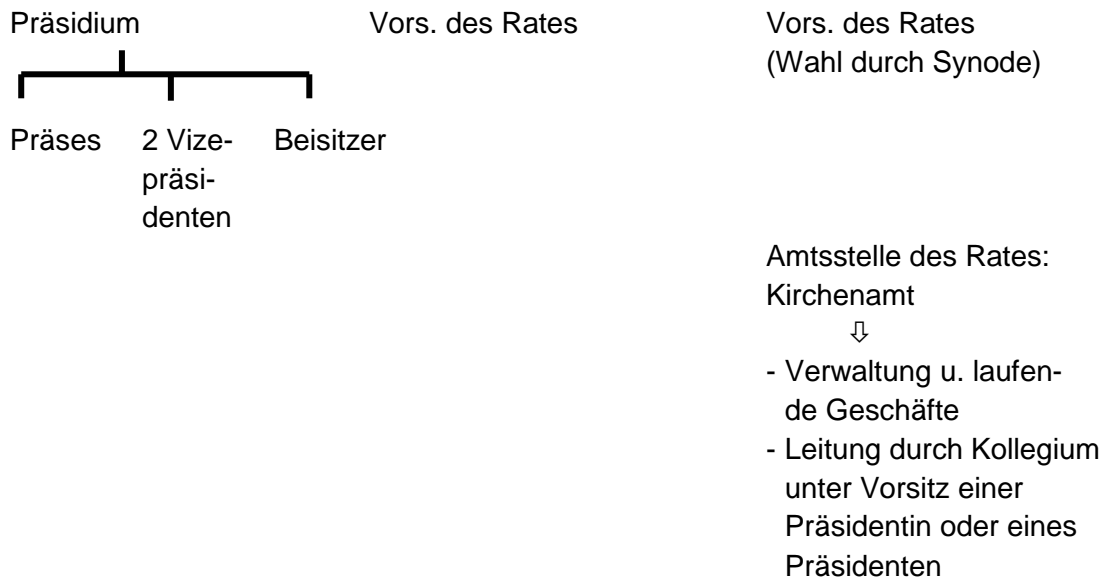 Präsidium Vors. des Rates Vors. des Rates
(Wahl durch Synode)
Präses 2 Vize- Beisitzer
präsi-
denten
Amtsstelle des Rates:
Kirchenamt
⇩
- Verwaltung u. laufen-
de Geschäfte
- Leitung durch Kollegium
unter Vorsitz einer
Präsidentin oder eines
Präsidenten